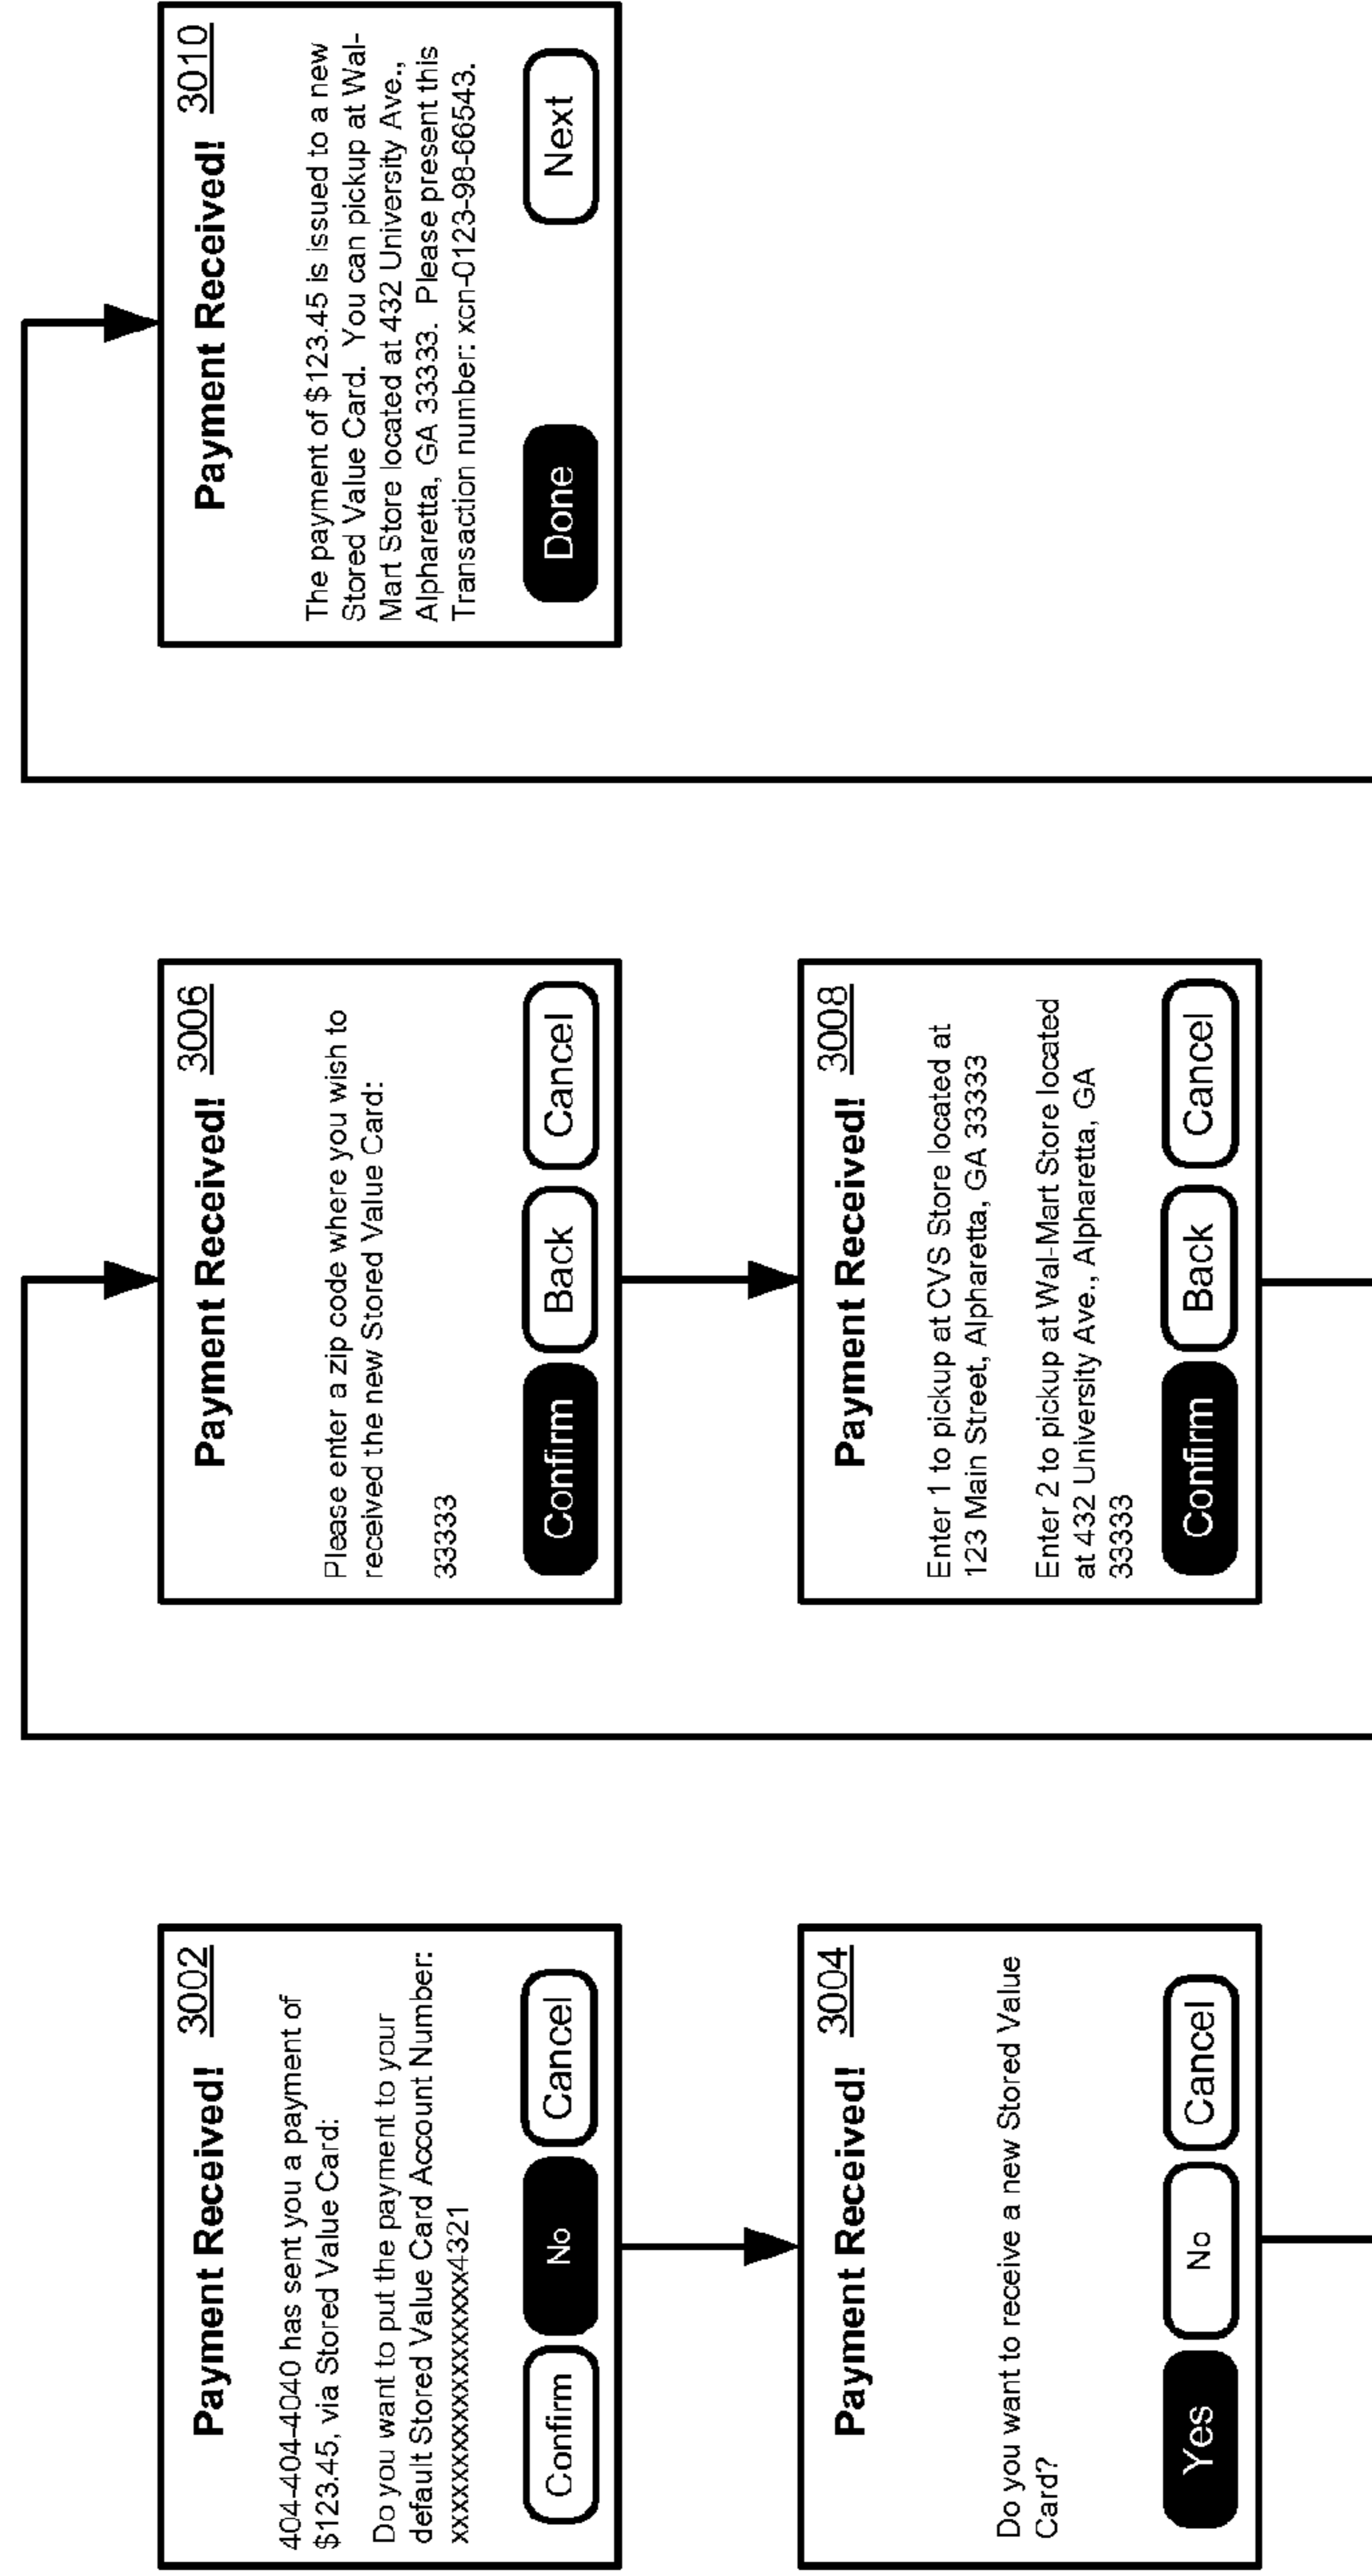 Payment Received! 3002
404-404-4040 has sent you a payment of
$123.45, via Stored Value Card:
Do you want to put the payment to your
default Stored Value Card Account Number:
xxxxxxxxxxxxxxxxx4321
Confirm No Cancel
Payment Received! 3004
Do you want to receive a new Stored Value
Card?
Yes No Cancel
Payment Received! 3006
Please enter a zip code where you wish to
received the new Stored Value Card:
33333
Confirm Back Cancel
Payment Received! 3008
Enter 1 to pickup at CVS Store located at
123 Main Street, Alpharetta, GA 33333
Enter 2 to pickup at Wal-Mart Store located
at 432 University Ave., Alpharetta, GA
33333
Confirm Back Cancel
Payment Received! 3010
The payment of $123.45 is issued to a new
Stored Value Card.  You can pickup at Wal-
Mart Store located at 432 University Ave.,
Alpharetta, GA 33333.  Please present this
Transaction number: xcn-0123-98-66543.
Done Next